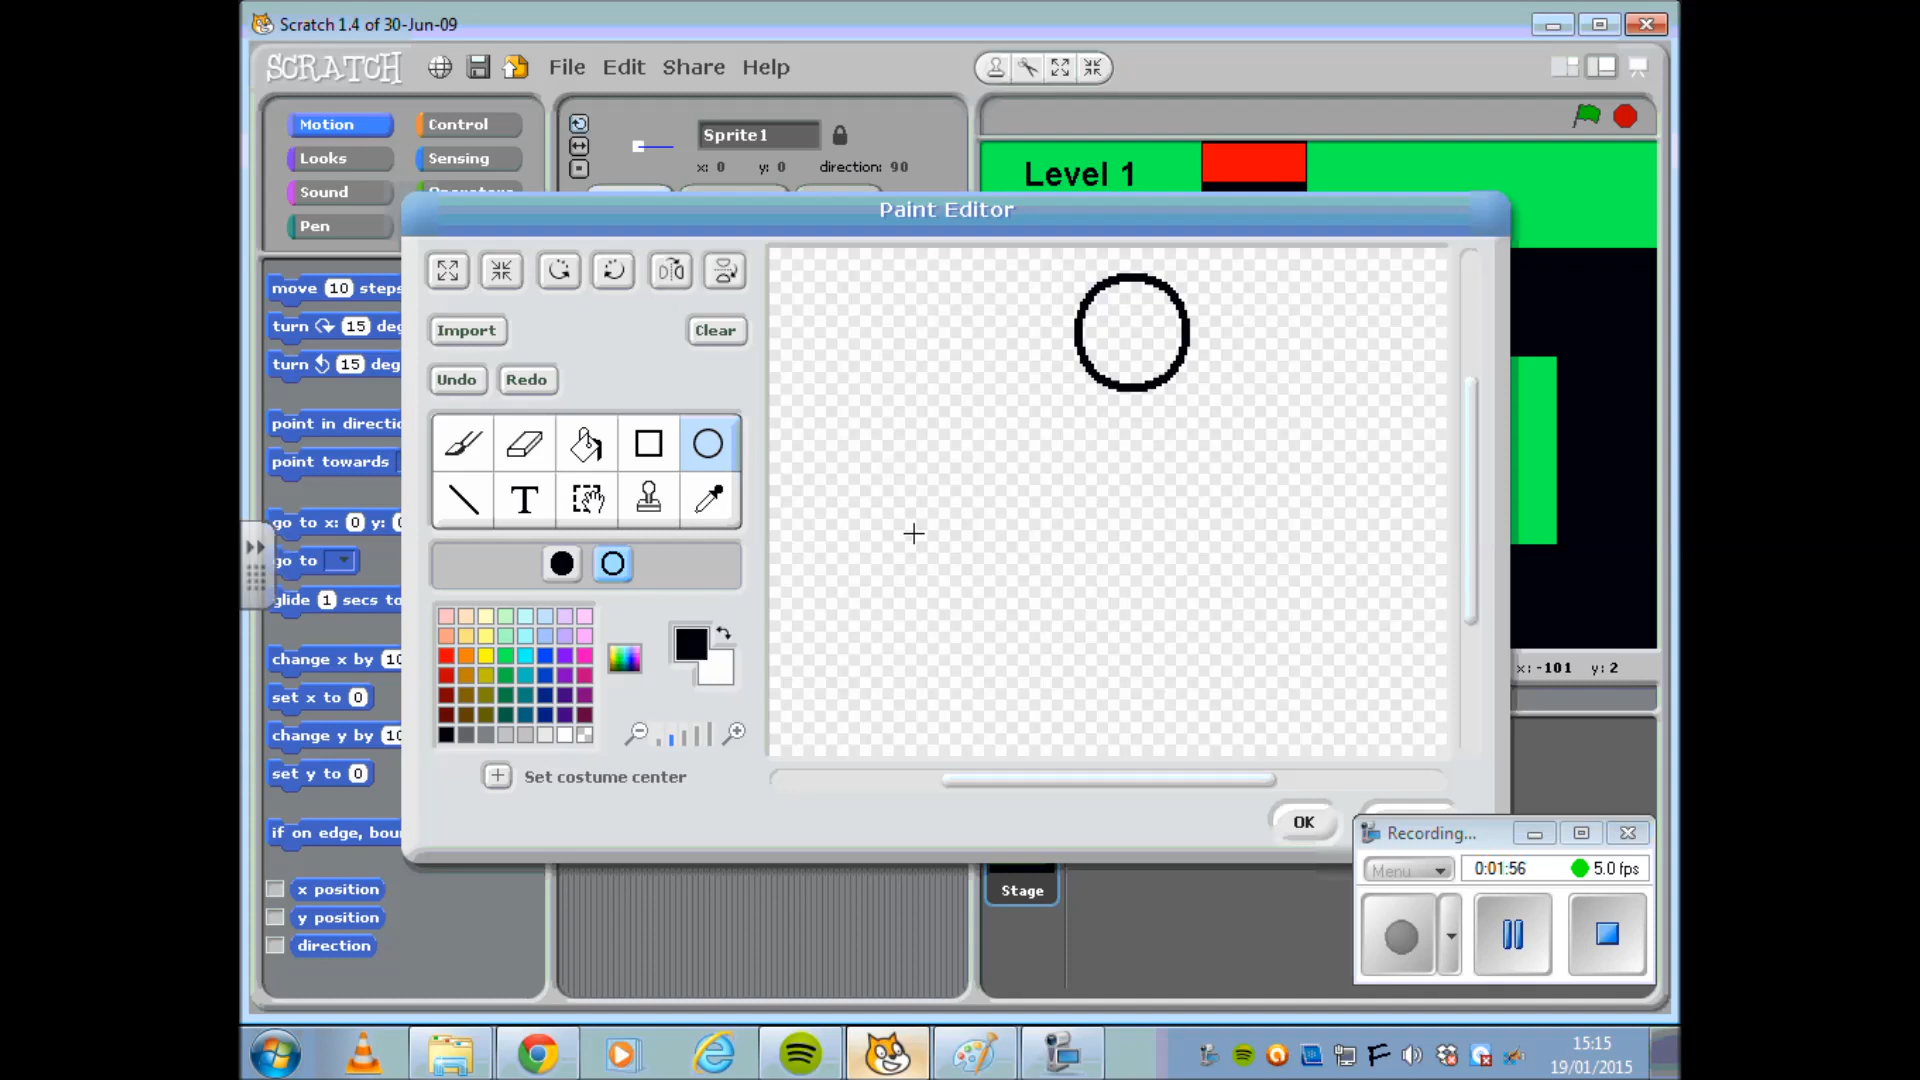 Scratch 1.4 of 30-Jun-09
SCRATCH
File Edit Share Help
Motion Control
Looks Sensing
Sound Operators
Pen
Sprite1
x: 0 y: 0 direction: 90
Level 1
Paint Editor
move 10 steps
turn 15 deg
turn 15 deg
point in directio
point towards
go to x: 0 y:
go to
glide 1 secs to
change x by 10
set x to 0
change y by 10
set y to 0
if on edge, bou
x position
y position
direction
Import Clear
Undo Redo
T
Set costume center
OK
x: -101 y: 2
Stage
Recording...
Menu 0:01:56 5.0 fps
15:15
19/01/2015